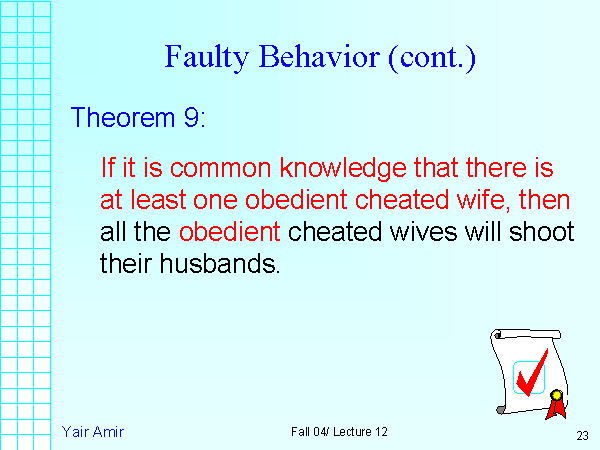 Faulty Behavior (cont.)
Theorem 9:
If it is common knowledge that there is
at least one obedient cheated wife, then
all the obedient cheated wives will shoot
their husbands.
Yair Amir
Fall 04/ Lecture 12
23